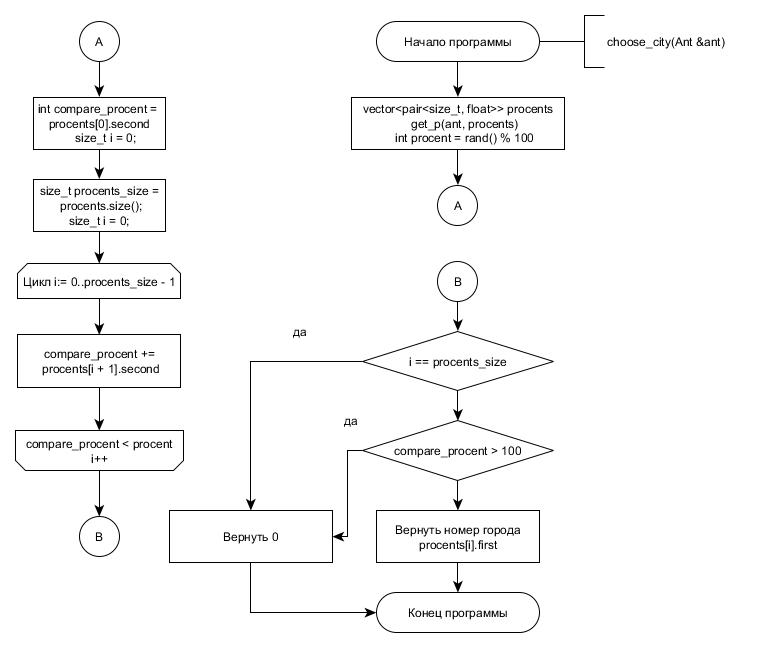 Начало программы
choose_city(Ant &ant)
vector<pair<size_t, float>> procents
get_p(ant, procents)
int procent = rand() % 100
A
A
int compare_procent =
procents[0].second
size_t i = 0;
size_t procents_size =
procents.size();
size_t i = 0;
Цикл i:= 0..procents_size - 1
compare_procent +=
procents[i + 1].second
compare_procent < procent
i++
B
B
i == procents_size
да
compare_procent > 100
да
Вернуть 0
Вернуть номер города
procents[i].first
Конец программы